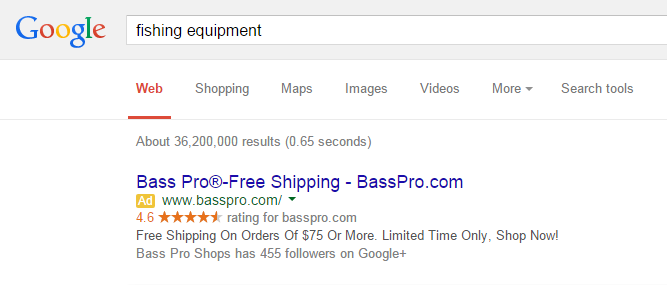 Google fishing equipment
Web Shopping Maps Images Videos More Search tools
About 36,200,000 results (0.65 seconds)
Bass Pro®-Free Shipping - BassPro.com
Ad www.basspro.com/
4.6 rating for basspro.com
Free Shipping On Orders Of $75 Or More. Limited Time Only, Shop Now!
Bass Pro Shops has 455 followers on Google+